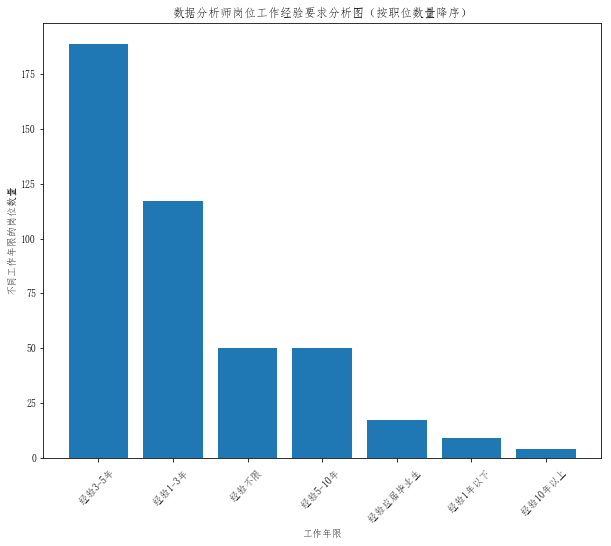 数据分析师岗位工作经验要求分析图（按职位数量降序）
不同工作年限的岗位数量
175
150
125
100
75
50
25
0
经验3-5年
经验1-3年
经验不限
经验5-10年
经验应届毕业生
经验1年以下
经验10年以上
工作年限